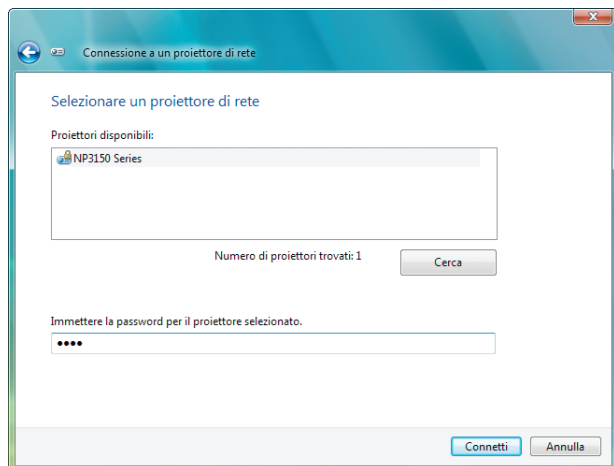 Connessione a un proiettore di rete
Selezionare un proiettore di rete
Proiettori disponibili:
NP3150 Series
Numero di proiettori trovati: 1
Cerca
Immettere la password per il proiettore selezionato.
••••
Connetti
Annulla